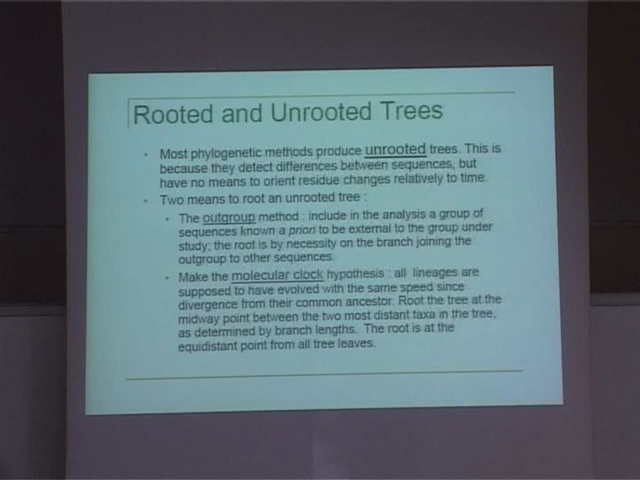 Rooted and Unrooted Trees
• Most phylogenetic methods produce unrooted trees. This is
because they detect differences between sequences, but
have no means to orient residue changes relatively to time.
• Two means to root an unrooted tree :
• The outgroup method : include in the analysis a group of
sequences known a priori to be external to the group under
study; the root is by necessity on the branch joining the
outgroup to other sequences.
• Make the molecular clock hypothesis : all lineages are
supposed to have evolved with the same speed since
divergence from their common ancestor. Root the tree at the
midway point between the two most distant taxa in the tree,
as determined by branch lengths. The root is at the
equidistant point from all tree leaves.